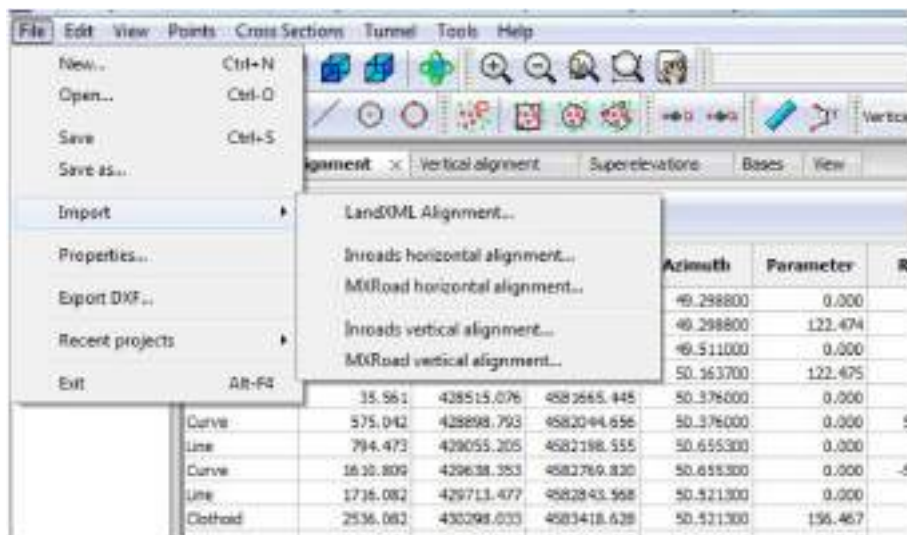 File Edit View Points Cross Sections Tunnel Tools Help
New... Ctrl+N
Open... Ctrl-O
Save Ctrl+S
Save as...
Import
Properties...
Export DXF...
Recent projects
Exit Alt-F4
LandXML Alignment...
Inroads horizontal alignment...
MXRoad horizontal alignment...
Inroads vertical alignment...
MXRoad vertical alignment...
Vertical alignment Superelevations Bases View
Azimuth Parameter
49.298800 0.000
49.298800 122.474
49.511000 0.000
50.163700 122.475
35.561 428515.076 4581665.445 50.376000 0.000
Curve 575.042 428898.793 4582044.656 50.376000 0.000
Line 794.473 429055.205 4582198.555 50.655300 0.000
Curve 1610.809 429638.353 4582769.820 50.655300 0.000
Line 1716.082 429713.477 4582843.568 50.521300 0.000
Clothoid 2536.082 430298.033 4583418.628 50.521300 156.467